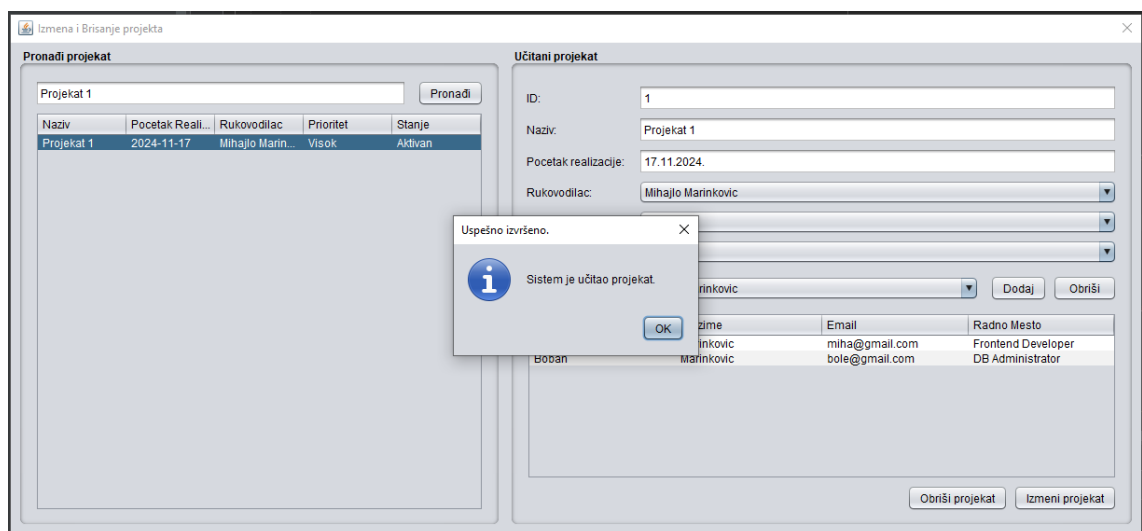 Izmena i Brisanje projekta
Pronađi projekat
Projekat 1 Pronađi
Naziv Pocetak Reali... Rukovodilac Prioritet Stanje
Projekat 1 2024-11-17 Mihajlo Marin... Visok Aktivan
Učitani projekat
ID: 1
Naziv: Projekat 1
Pocetak realizacije: 17.11.2024.
Rukovodilac: Mihajlo Marinkovic
Dodaj Obriši
Email Radno Mesto
miha@gmail.com Frontend Developer
Boban Marinkovic bole@gmail.com DB Administrator
Obriši projekat Izmeni projekat
Uspešno izvršeno.
Sistem je učitao projekat.
OK